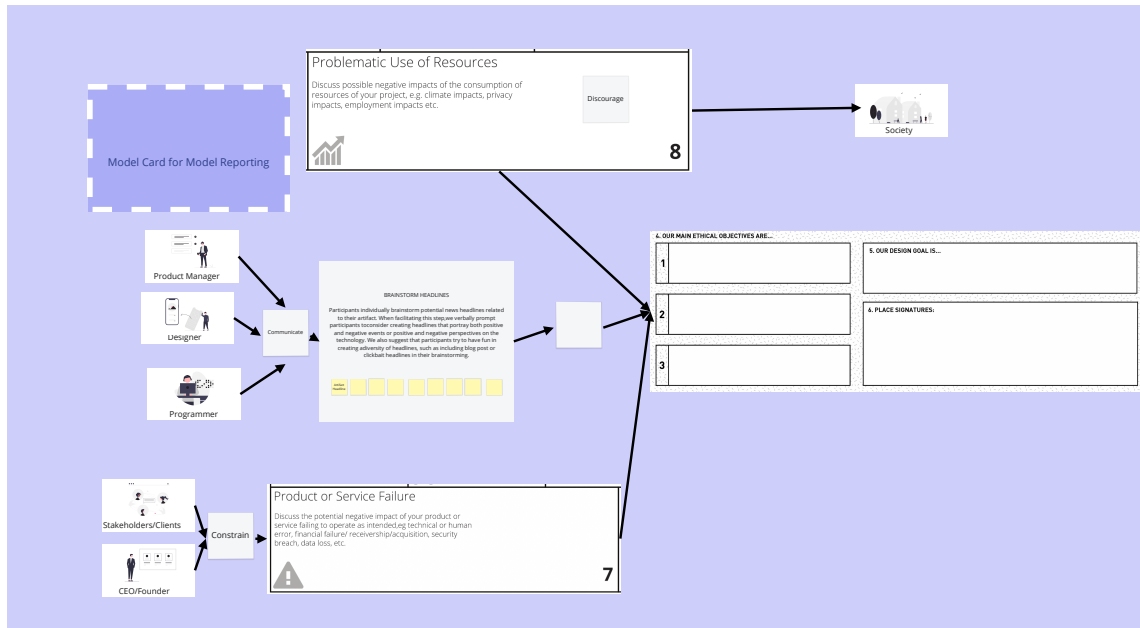 Problematic Use of Resources
Discuss possible negative impacts of the consumption of
resources of your project, e.g. climate impacts, privacy
impacts, employment impacts etc.
Discourage
8
Society
Model Card for Model Reporting
Product Manager
Designer
Programmer
Communicate
BRAINSTORM HEADLINES
Participants individually brainstorm potential news headlines related
to their artifact. When facilitating this step,we verbally prompt
participants toconsider creating headlines that portray both positive
and negative events or positive and negative perspectives on the
technology. We also suggest that participants try to have fun in
creating adiversity of headlines, such as including blog post or
clickbait headlines in their brainstorming.
Headline
4. OUR MAIN ETHICAL OBJECTIVES ARE...
1
2
3
5. OUR DESIGN GOAL IS...
6. PLACE SIGNATURES:
Stakeholders/Clients
CEO/Founder
Constrain
Product or Service Failure
Discuss the potential negative impact of your product or
service failing to operate as intended,eg technical or human
error, financial failure/ receivership/acquisition, security
breach, data loss, etc.
7